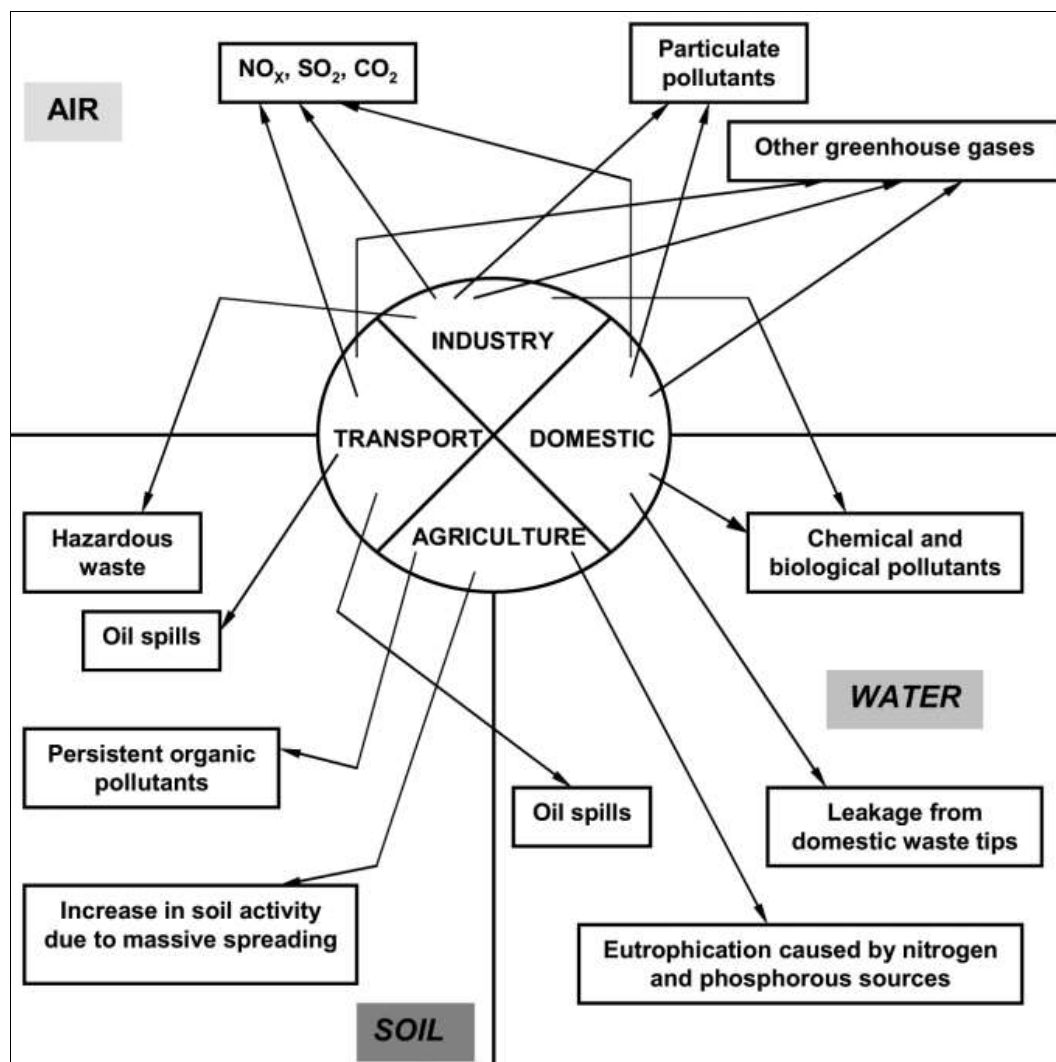 NOₓ, SO₂, CO₂
Particulate
pollutants
AIR
Other greenhouse gases
INDUSTRY
TRANSPORT
DOMESTIC
AGRICULTURE
Hazardous
waste
Chemical and
biological pollutants
Oil spills
WATER
Persistent organic
pollutants
Oil spills
Leakage from
domestic waste tips
Increase in soil activity
due to massive spreading
Eutrophication caused by nitrogen
and phosphorous sources
SOIL